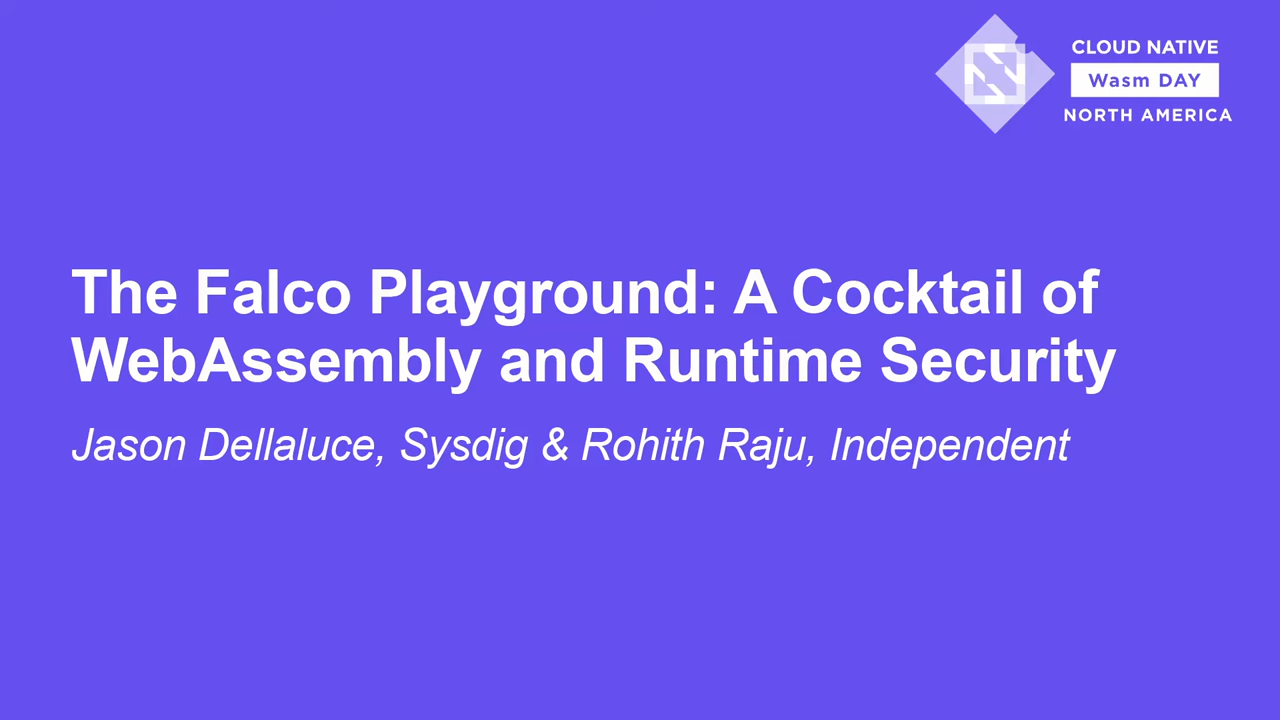 CLOUD NATIVE
Wasm DAY
NORTH AMERICA
The Falco Playground: A Cocktail of
WebAssembly and Runtime Security
Jason Dellaluce, Sysdig & Rohith Raju, Independent